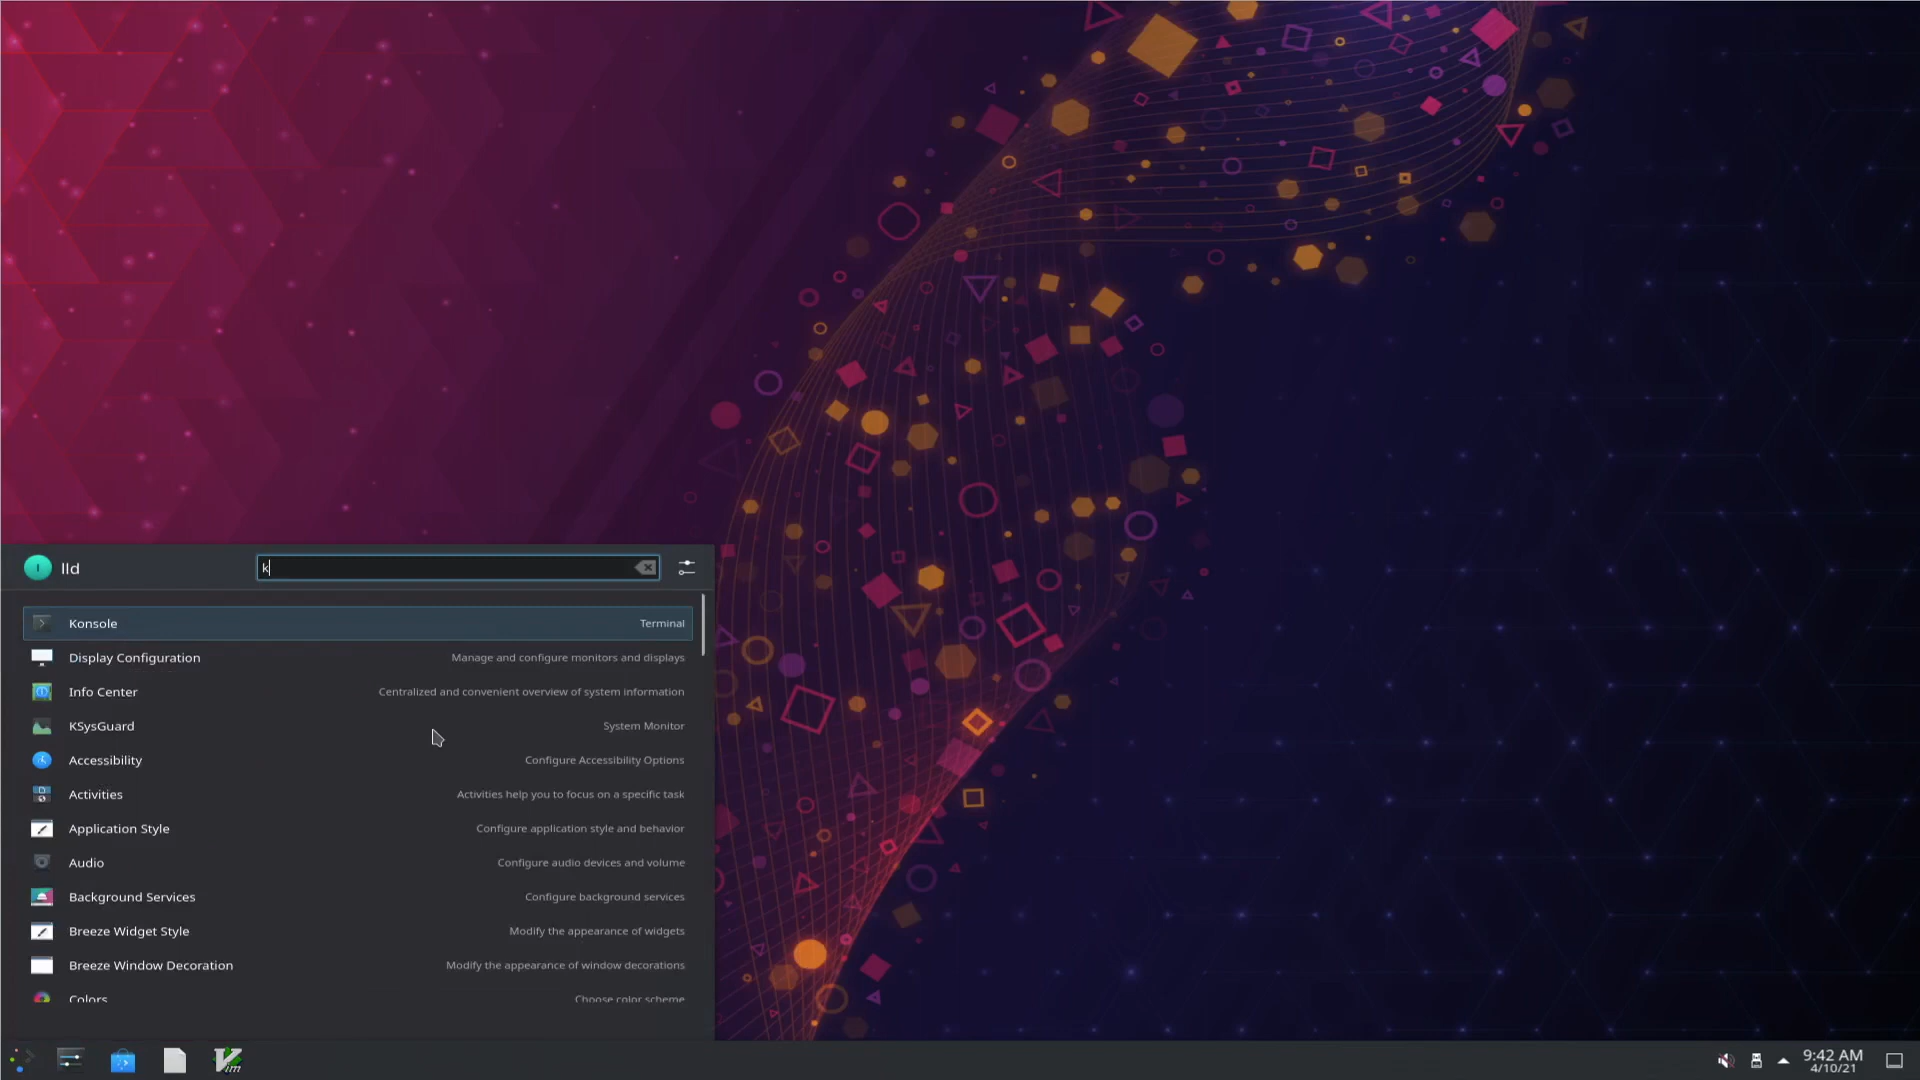 lld
k
Konsole Terminal
Display Configuration Manage and configure monitors and displays
Info Center Centralized and convenient overview of system information
KSysGuard System Monitor
Accessibility Configure Accessibility Options
Activities Activities help you to focus on a specific task
Application Style Configure application style and behavior
Audio Configure audio devices and volume
Background Services Configure background services
Breeze Widget Style Modify the appearance of widgets
Breeze Window Decoration Modify the appearance of window decorations
Colors Choose color scheme
9:42 AM
4/10/21